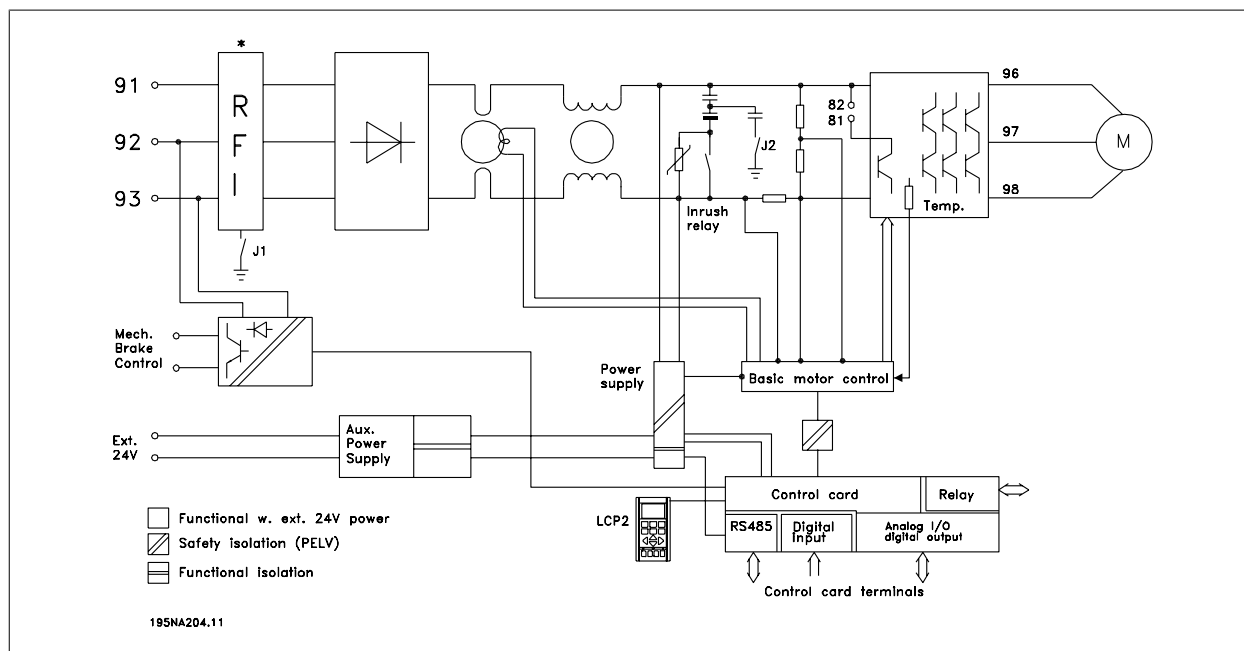 *
91
92
93
R
F
I
J1
82
81
J2
Inrush
relay
Temp.
96
97
98
M
Mech.
Brake
Control
Power
supply
Basic motor control
Ext.
24V
Aux.
Power
Supply
Control card
Relay
LCP2
RS485
Digital
Input
Analog I/O
digital output
Control card terminals
Functional w. ext. 24V power
Safety isolation (PELV)
Functional isolation
195NA204.11